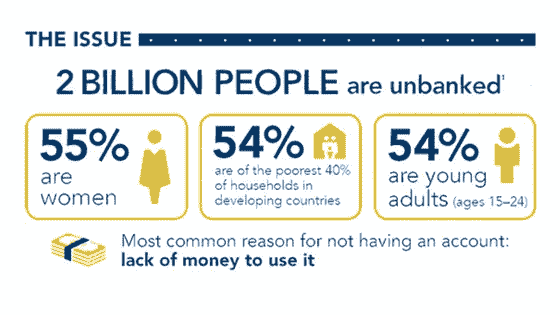 THE ISSUE
2 BILLION PEOPLE are unbanked¹
55%
are
women
54%
are of the poorest 40%
of households in
developing countries
54%
are young
adults (ages 15–24)
Most common reason for not having an account:
lack of money to use it